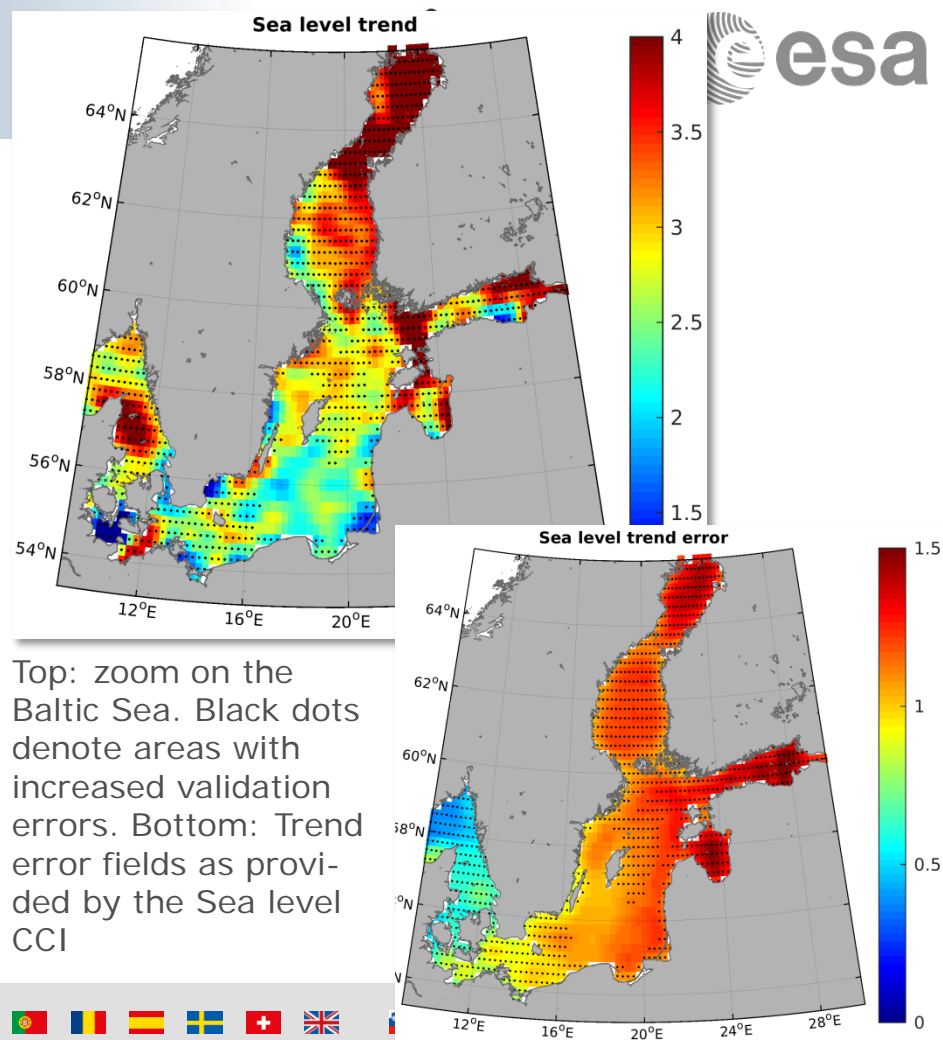 Sea level trend
esa
4
3.5
3
2.5
2
1.5
64°N
62°N
60°N
58°N
56°N
54°N
12°E
16°E
20°E
Sea level trend error
1.5
1
0.5
0
64°N
62°N
60°N
58°N
°N
N
12°E
16°E
20°E
24°E
28°E
Top: zoom on the
Baltic Sea. Black dots
denote areas with
increased validation
errors. Bottom: Trend
error fields as provi-
ded by the Sea level
CCI